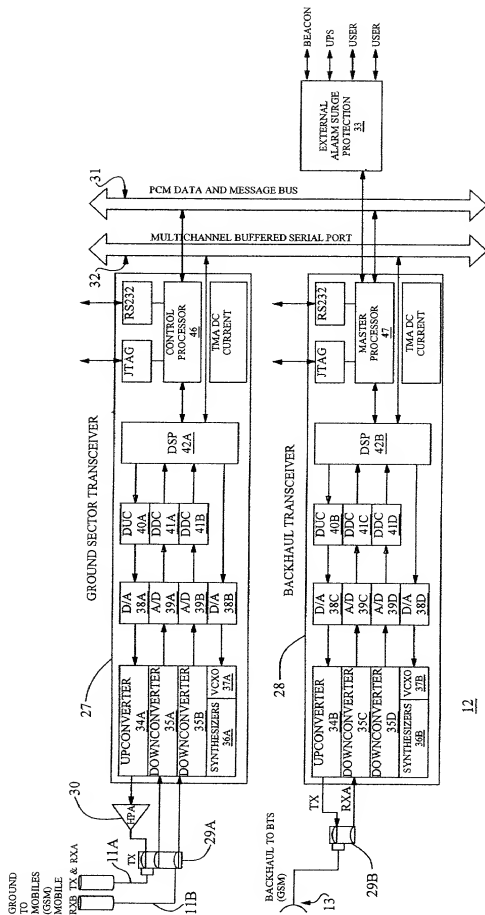 GROUND
TO
MOBILES
(GSM)
MOBILE
RXB TX & RXA
11A
11B
30
HPA
TX
29A
27
GROUND SECTOR TRANSCEIVER
UPCONVERTER
34A
DOWNCONVERTER
35A
DOWNCONVERTER
35B
SYNTHESIZERS
36A
VCXO
37A
D/A
38A
A/D
39A
A/D
39B
D/A
38B
DUC
40A
DDC
41A
DDC
41B
DSP
42A
JTAG
RS232
CONTROL
PROCESSOR
46
TMA DC
CURRENT
32
MULTICHANNEL BUFFERED SERIAL PORT
31
PCM DATA AND MESSAGE BUS
EXTERNAL
ALARM SURGE
PROTECTION
33
BEACON
UPS
USER
USER
BACKHAUL TO BTS
(GSM)
13
TX
RXA
29B
28
BACKHAUL TRANSCEIVER
UPCONVERTER
34B
DOWNCONVERTER
35C
DOWNCONVERTER
35D
SYNTHESIZERS
36B
VCXO
37B
D/A
38C
A/D
39C
A/D
39D
D/A
38D
DUC
40B
DDC
41C
DDC
41D
DSP
42B
JTAG
RS232
MASTER
PROCESSOR
47
TMA DC
CURRENT
12